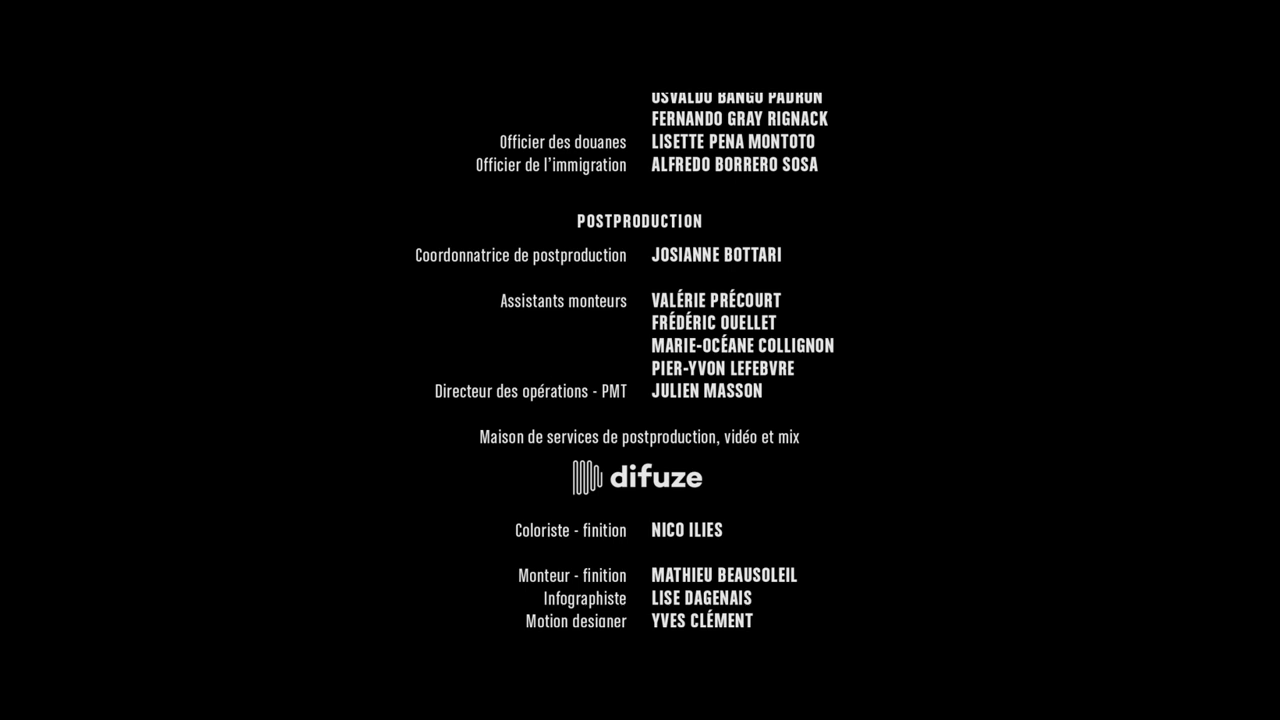 OSVALDO BANGO PADRON
FERNANDO GRAY RIGNACK
Officier des douanes LISETTE PENA MONTOTO
Officier de l'immigration ALFREDO BORRERO SOSA
POSTPRODUCTION
Coordonnatrice de postproduction JOSIANNE BOTTARI
Assistants monteurs VALÉRIE PRÉCOURT
FRÉDÉRIC OUELLET
MARIE-OCÉANE COLLIGNON
PIER-YVON LEFEBVRE
Directeur des opérations - PMT JULIEN MASSON
Maison de services de postproduction, vidéo et mix
difuze
Coloriste - finition NICO ILIES
Monteur - finition MATHIEU BEAUSOLEIL
Infographiste LISE DAGENAIS
Motion designer YVES CLÉMENT